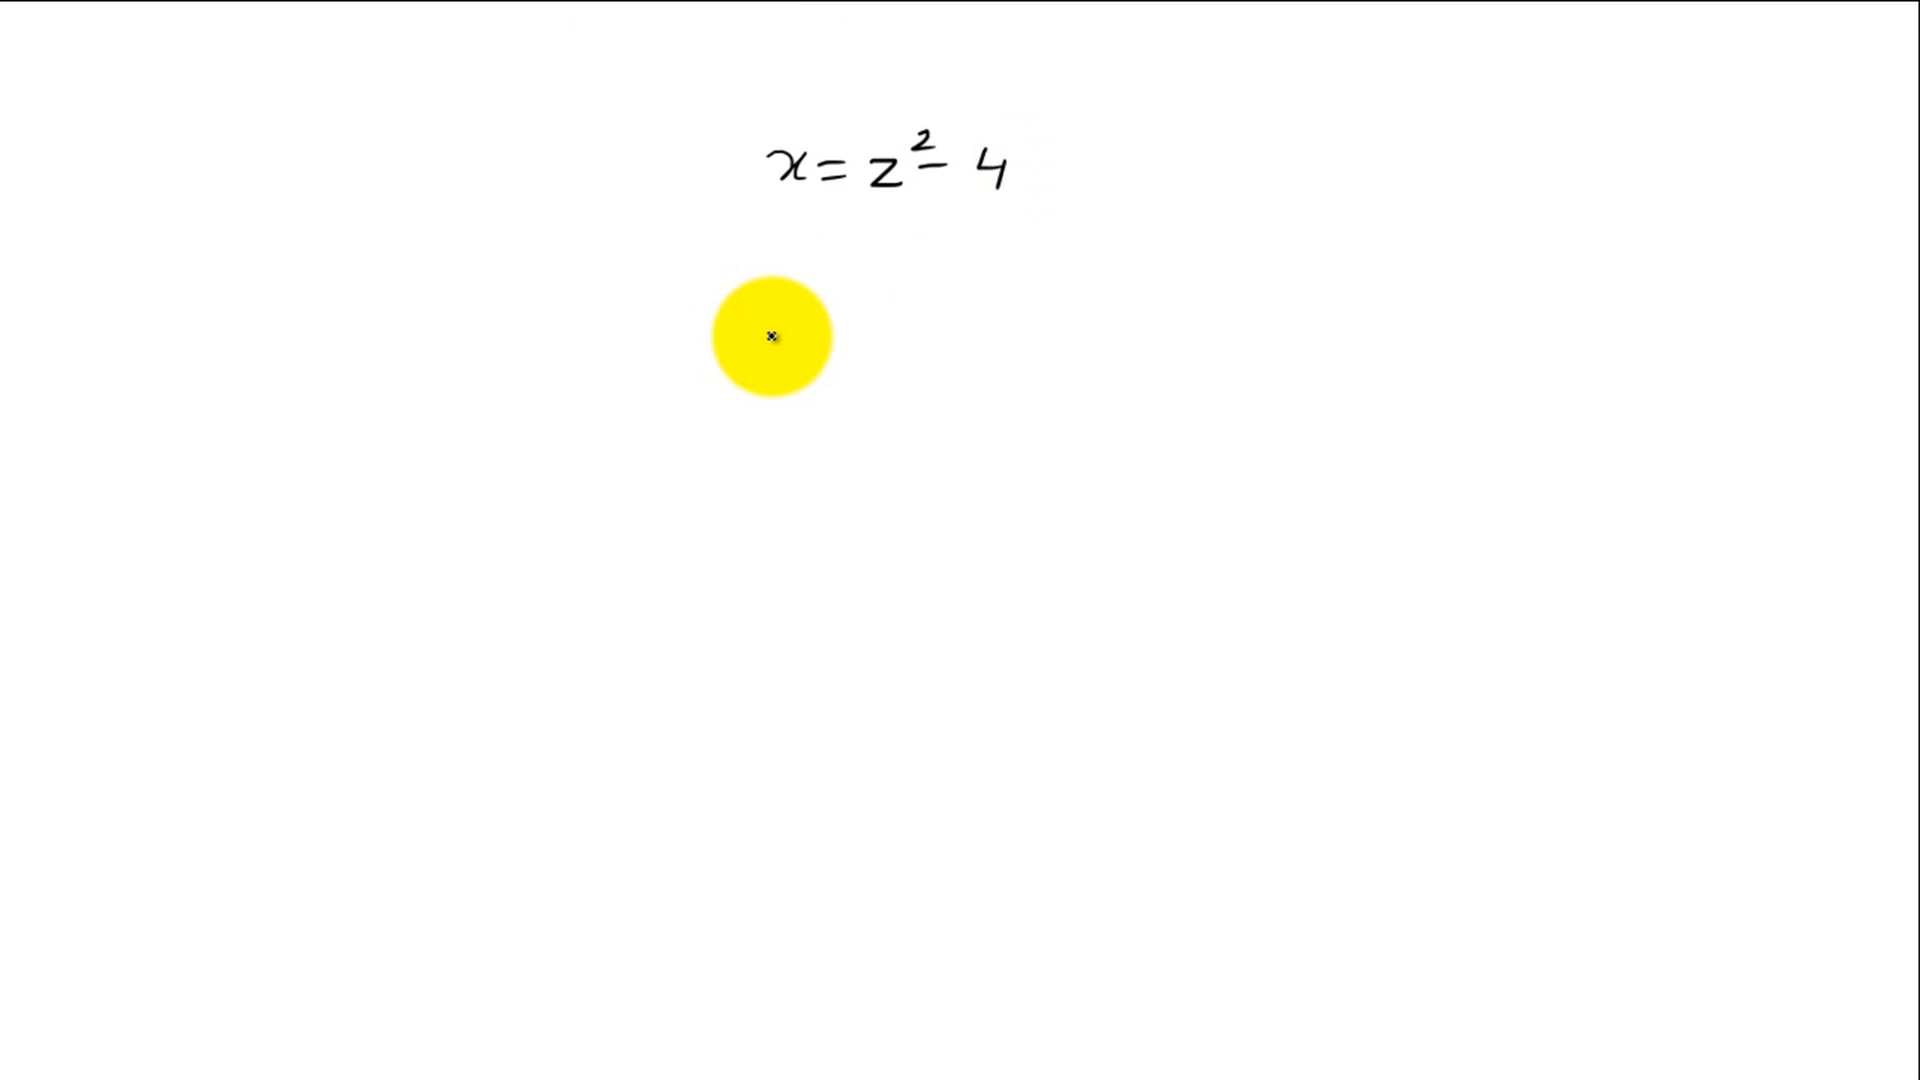 x = z² - 4